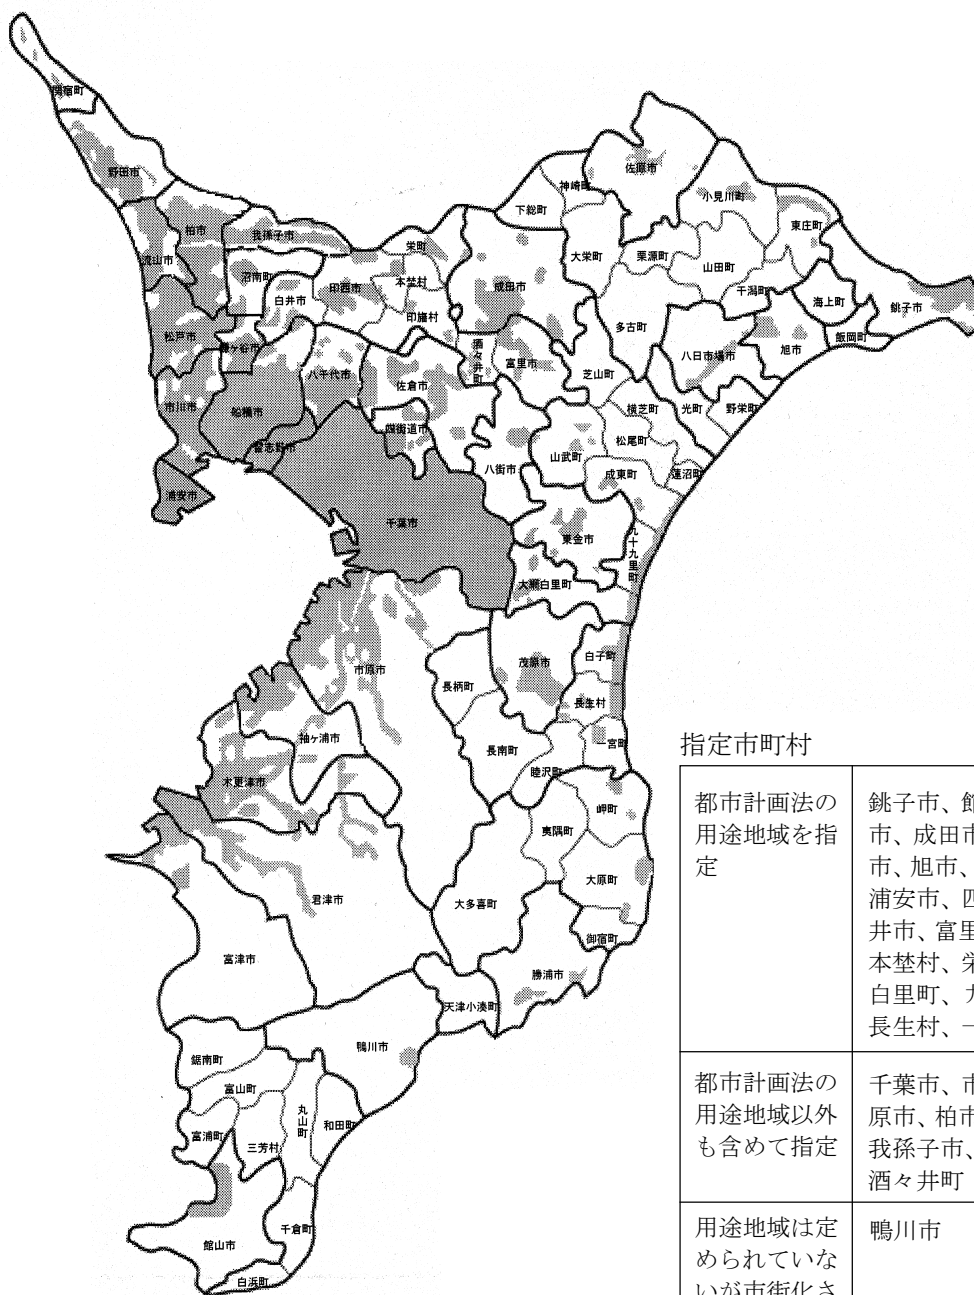 関宿町
野田市
柏市
我孫子市
流山市
沼南町
白井市
印西市
栄町
本埜村
印旛村
松戸市
鎌ヶ谷市
八千代市
佐倉市
酒々井町
成田市
富里市
下総町
神崎町
佐原市
小見川町
東庄町
大栄町
栗源町
山田町
干潟町
海上町
銚子市
多古町
八日市場市
旭市
飯岡町
芝山町
市川市
船橋市
習志野市
四街道市
八街市
山武町
横芝町
光町
野栄町
松尾町
成東町
蓮沼町
浦安市
千葉市
東金市
九十九里町
大網白里町
市原市
長柄町
茂原市
白子町
長生村
一宮町
長南町
睦沢町
袖ヶ浦市
木更津市
岬町
夷隅町
大原町
君津市
大多喜町
御宿町
富津市
勝浦市
天津小湊町
鴨川市
鋸南町
富山町
丸山町
和田町
富浦町
三芳村
千倉町
館山市
白浜町
指定市町村
都市計画法の
用途地域を指
定
銚子市、
市、成田市
市、旭市、
浦安市、
井市、富里
本埜村、
白里町、
長生村、
都市計画法の
用途地域以外
も含めて指定
千葉市、
原市、柏市
我孫子市、
酒々井町
用途地域は定
められていな
いが市街化さ
鴨川市